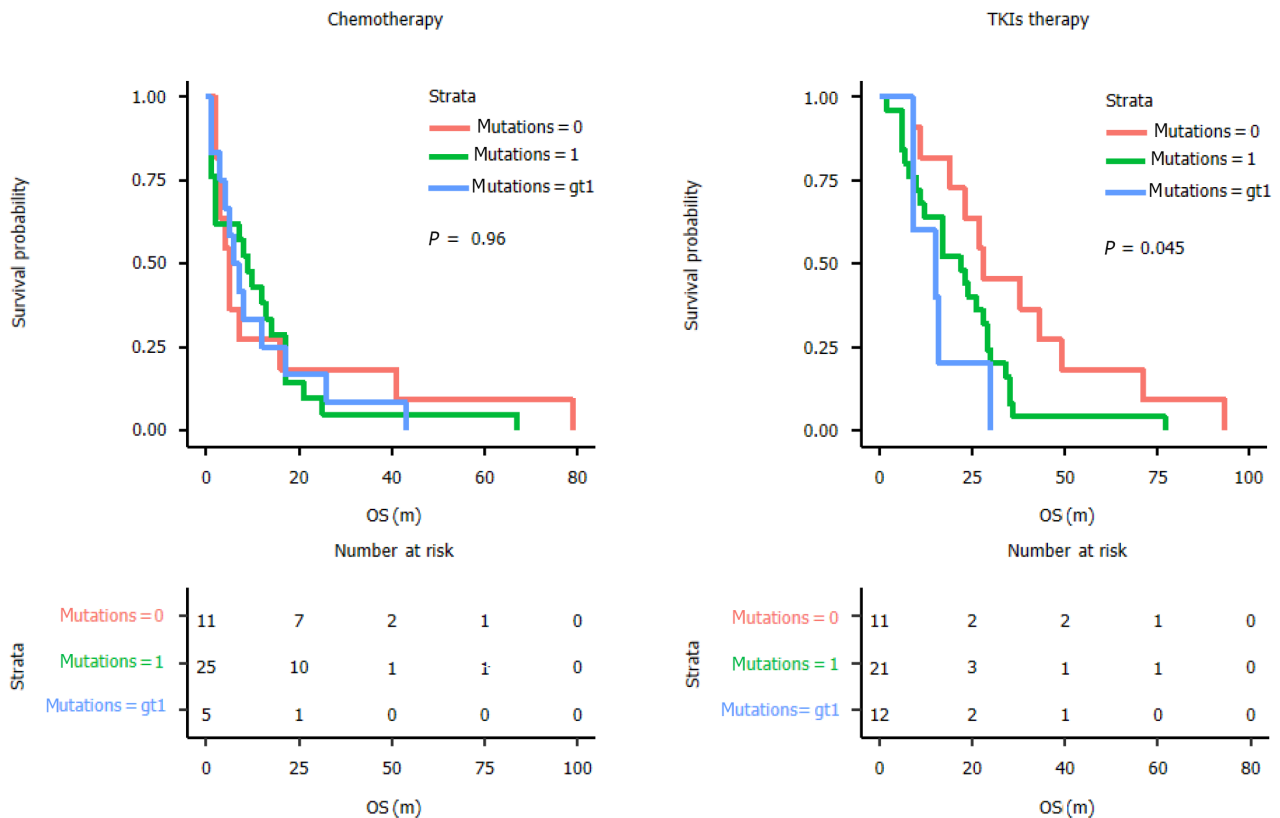 Chemotherapy
Survival probability
1.00
0.75
0.50
0.25
0.00
Strata
Mutations = 0
Mutations = 1
Mutations = gt1
P = 0.96
0 20 40 60 80
OS (m)
Number at risk
Strata
Mutations = 0 11 7 2 1 0
Mutations = 1 25 10 1 1 0
Mutations = gt1 5 1 0 0 0
0 25 50 75 100
OS (m)
TKIs therapy
Survival probability
1.00
0.75
0.50
0.25
0.00
Strata
Mutations = 0
Mutations = 1
Mutations = gt1
P = 0.045
0 25 50 75 100
OS (m)
Number at risk
Strata
Mutations = 0 11 2 2 1 0
Mutations = 1 21 3 1 1 0
Mutations= gt1 12 2 1 0 0
0 20 40 60 80
OS (m)